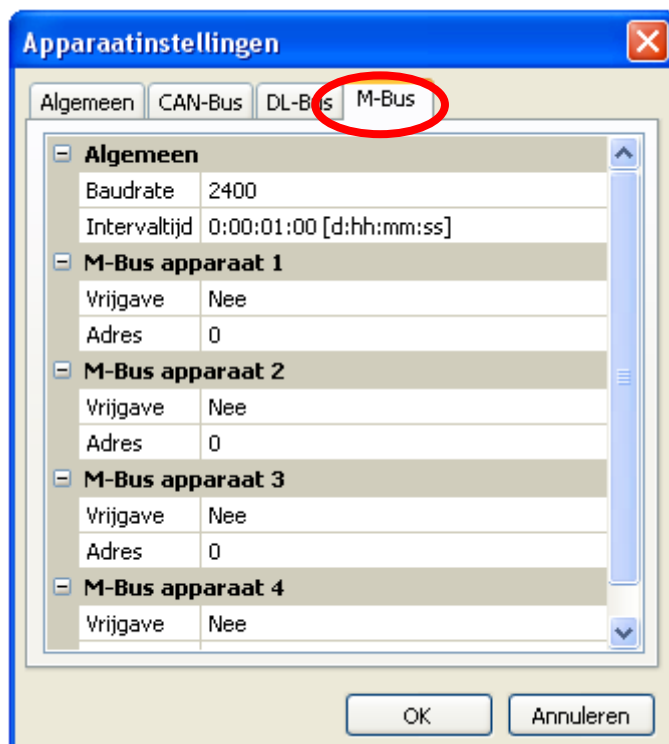 Apparaatinstellingen
Algemeen CAN-Bus DL-Bus M-Bus
Algemeen
Baudrate 2400
Intervaltijd 0:00:01:00 [d:hh:mm:ss]
M-Bus apparaat 1
Vrijgave Nee
Adres 0
M-Bus apparaat 2
Vrijgave Nee
Adres 0
M-Bus apparaat 3
Vrijgave Nee
Adres 0
M-Bus apparaat 4
Vrijgave Nee
OK Annuleren